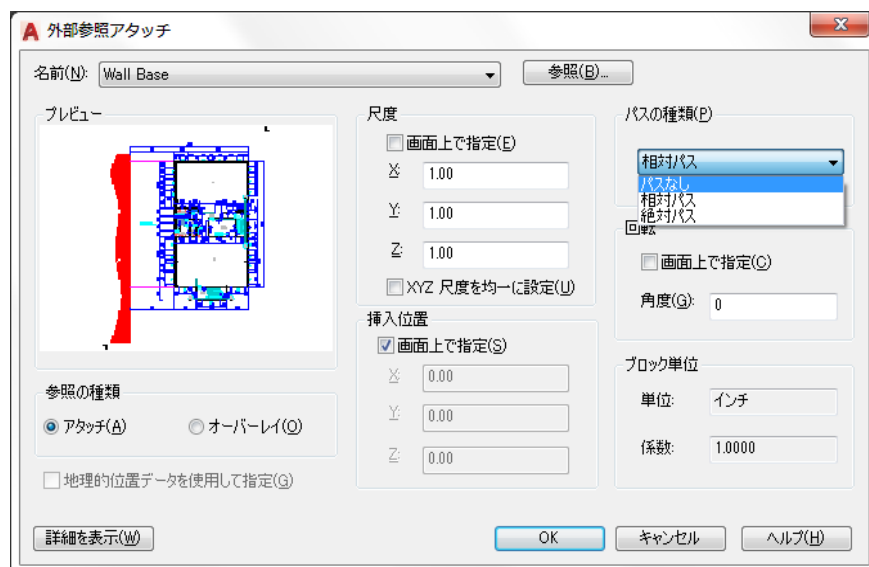 外部参照アタッチ
名前(N): Wall Base 参照(B)...
プレビュー
参照の種類
アタッチ(A) オーバーレイ(O)
地理的位置データを使用して指定(G)
尺度
画面上で指定(E)
X: 1.00
Y: 1.00
Z: 1.00
XYZ 尺度を均一に設定(U)
挿入位置
画面上で指定(S)
X: 0.00
Y: 0.00
Z: 0.00
パスの種類(P)
相対パス
パスなし
相対パス
絶対パス
回転
画面上で指定(C)
角度(G): 0
ブロック単位
単位: インチ
係数: 1.0000
詳細を表示(W) OK キャンセル ヘルプ(H)